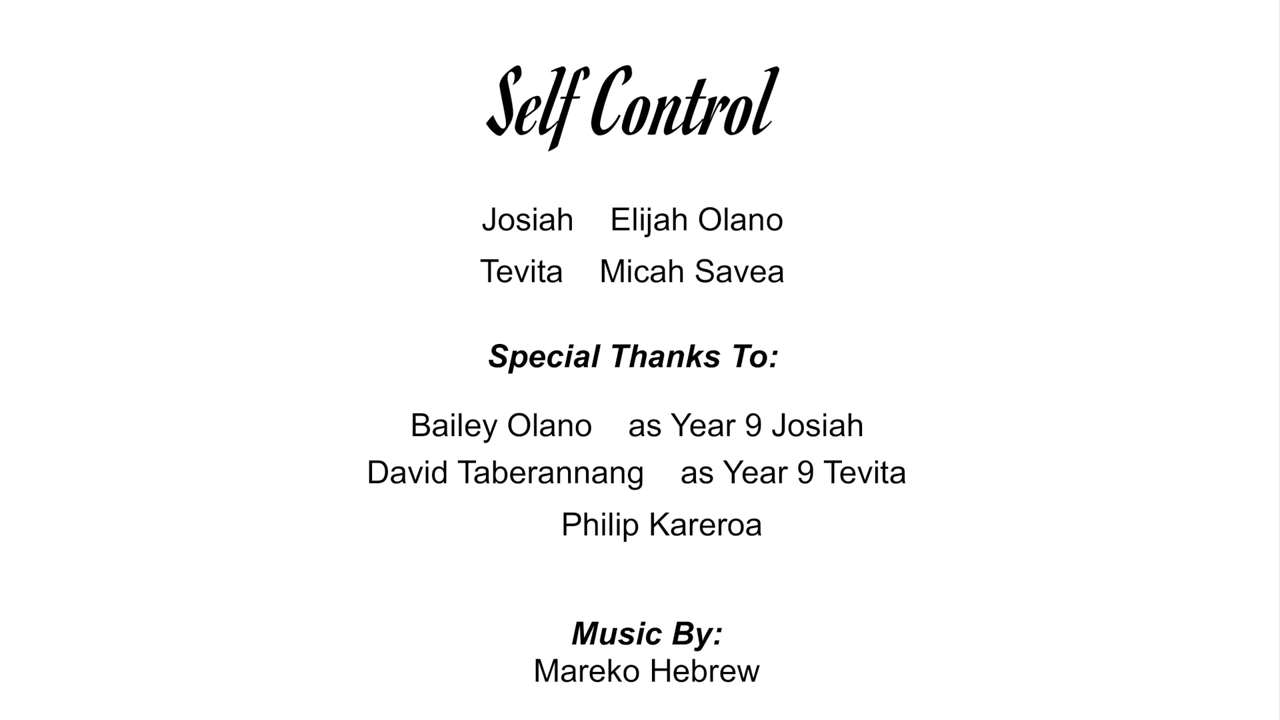 Self Control
Josiah Elijah Olano
Tevita Micah Savea
Special Thanks To:
Bailey Olano as Year 9 Josiah
David Taberannang as Year 9 Tevita
Philip Kareroa
Music By:
Mareko Hebrew